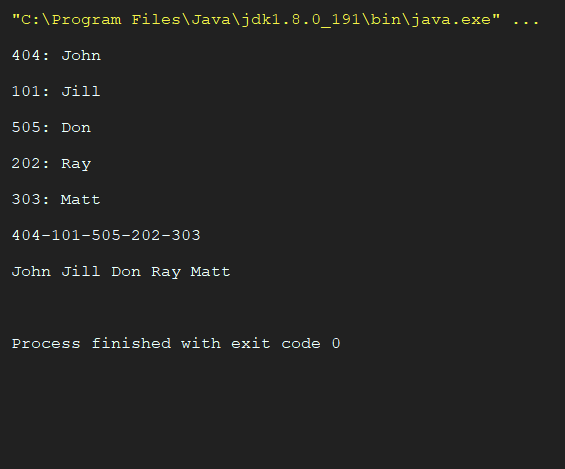 "C:\Program Files\Java\jdk1.8.0_191\bin\java.exe" ...
404: John
101: Jill
505: Don
202: Ray
303: Matt
404-101-505-202-303
John Jill Don Ray Matt
Process finished with exit code 0